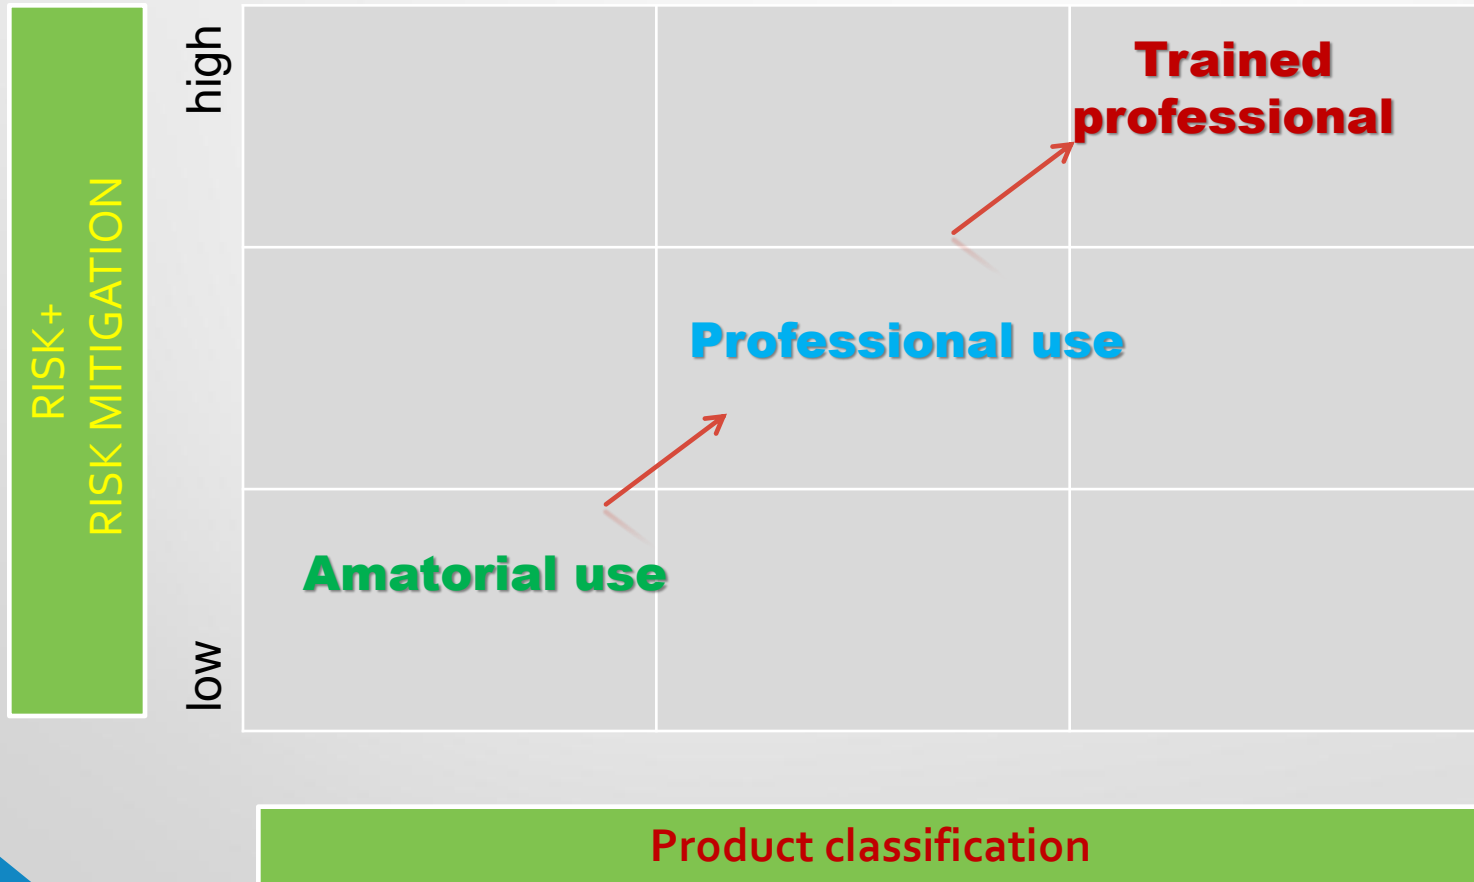 RISK+
RISK MITIGATION
high
low
Trained
professional
Professional use
Amatorial use
Product classification